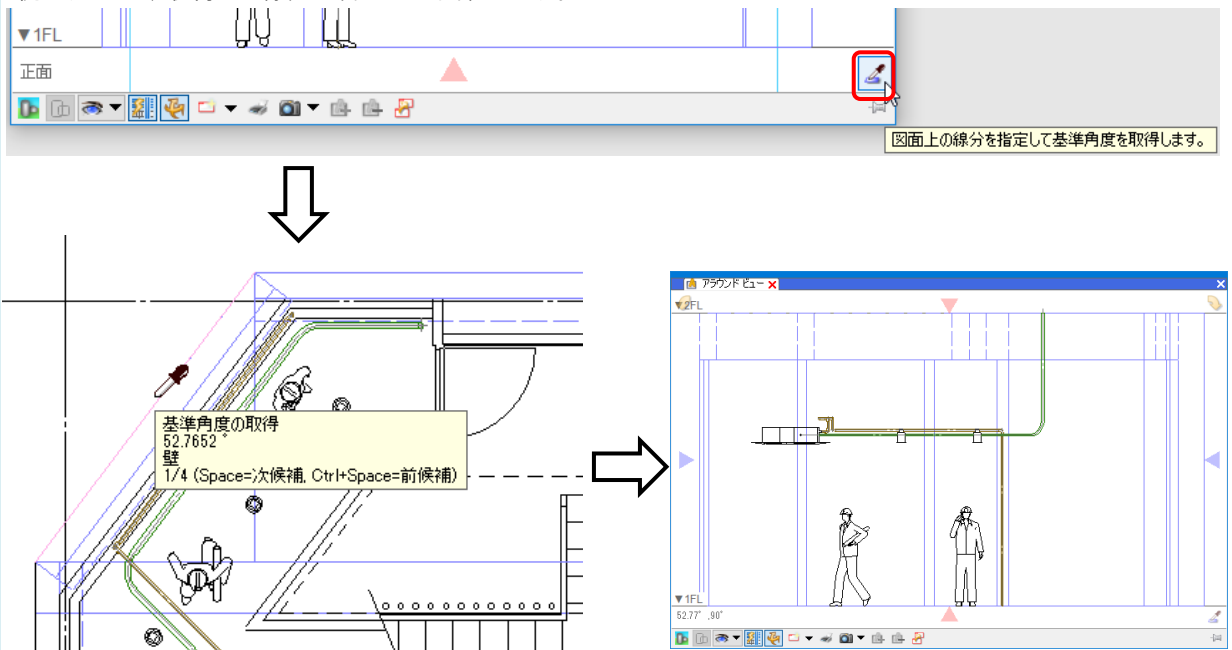 ▼1FL
正面
図面上の線分を指定して基準角度を取得します。
基準角度の取得
52.7652 °
壁
1/4 (Space=次候補, Ctrl+Space=前候補)
アラウンド ビュー
▼2FL
▼1FL
52.77° ,90°